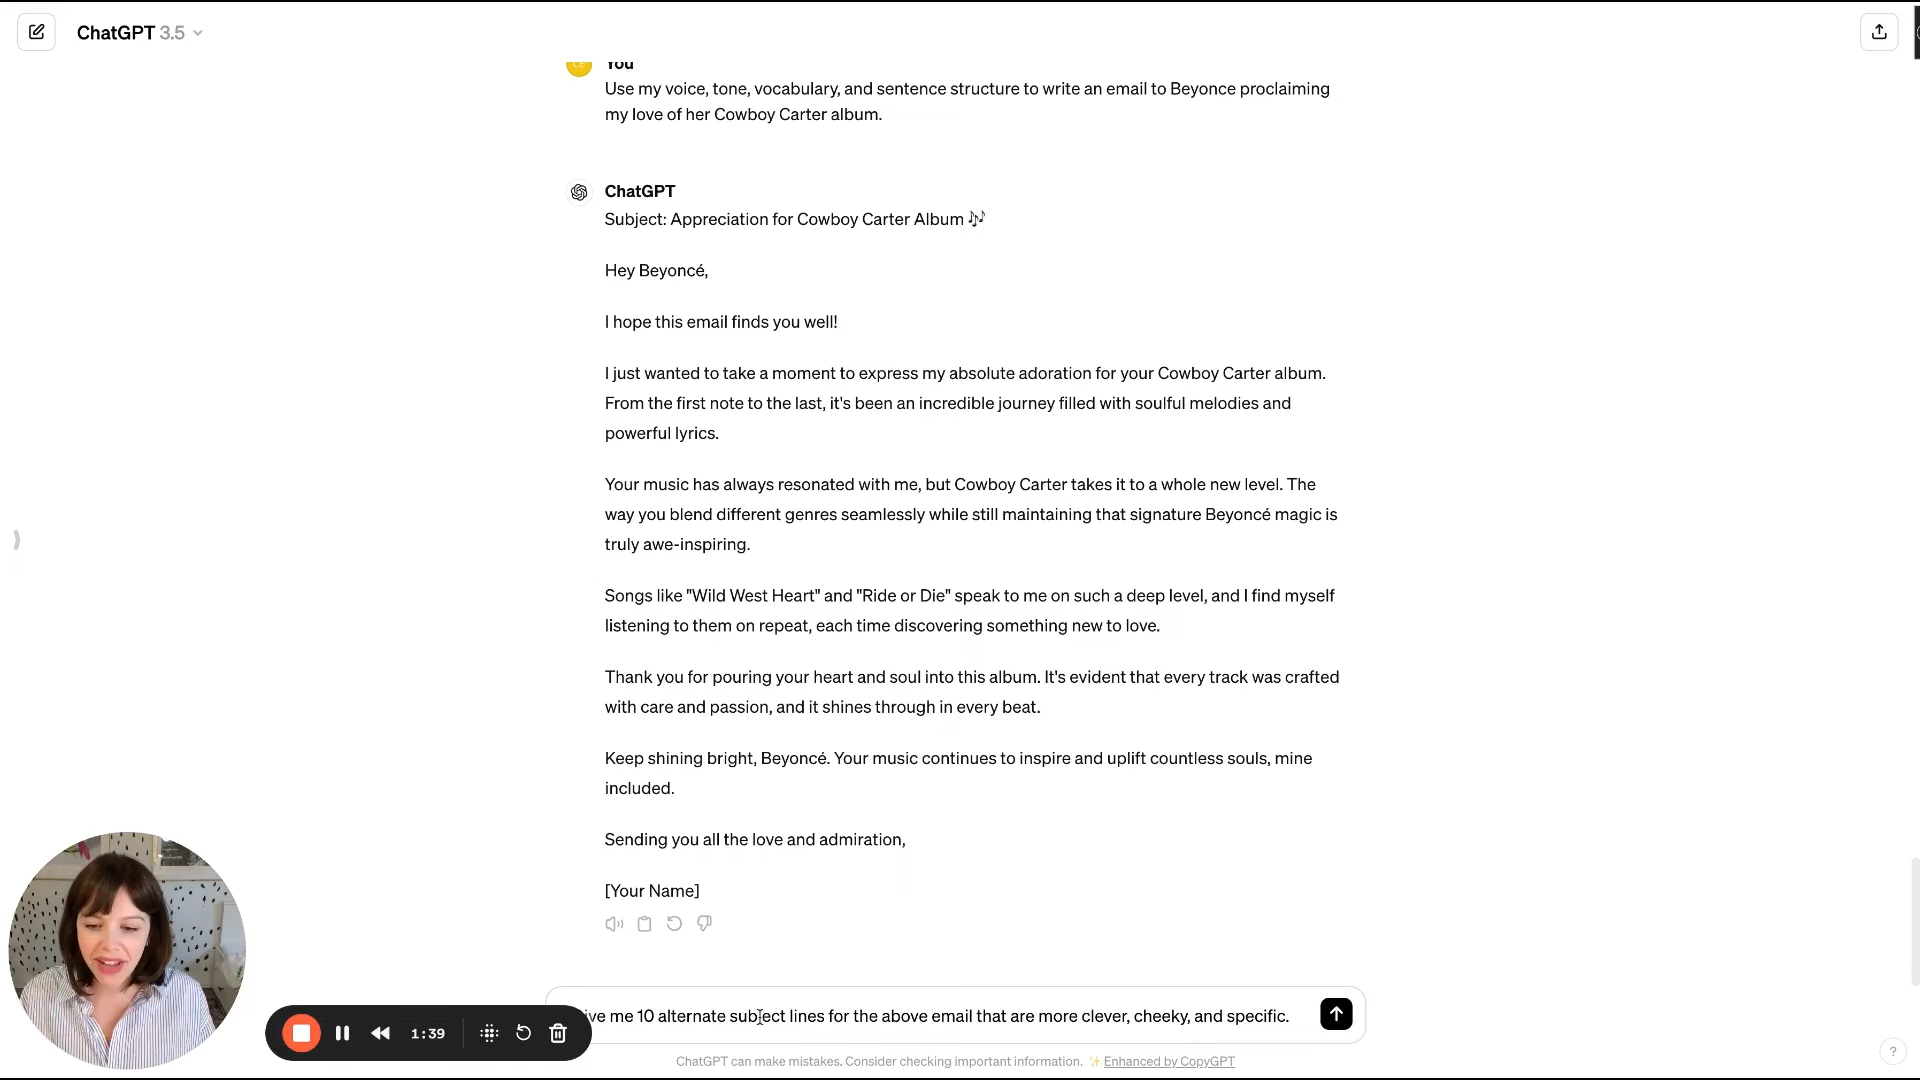 ChatGPT 3.5
CE
You
Use my voice, tone, vocabulary, and sentence structure to write an email to Beyonce proclaiming
my love of her Cowboy Carter album.
ChatGPT
Subject: Appreciation for Cowboy Carter Album 🎶
Hey Beyoncé,
I hope this email finds you well!
I just wanted to take a moment to express my absolute adoration for your Cowboy Carter album.
From the first note to the last, it's been an incredible journey filled with soulful melodies and
powerful lyrics.
Your music has always resonated with me, but Cowboy Carter takes it to a whole new level. The
way you blend different genres seamlessly while still maintaining that signature Beyoncé magic is
truly awe-inspiring.
Songs like "Wild West Heart" and "Ride or Die" speak to me on such a deep level, and I find myself
listening to them on repeat, each time discovering something new to love.
Thank you for pouring your heart and soul into this album. It's evident that every track was crafted
with care and passion, and it shines through in every beat.
Keep shining bright, Beyoncé. Your music continues to inspire and uplift countless souls, mine
included.
Sending you all the love and admiration,
[Your Name]
ive me 10 alternate subject lines for the above email that are more clever, cheeky, and specific.
1:39
ChatGPT can make mistakes. Consider checking important information. ✨ Enhanced by CopyGPT
?